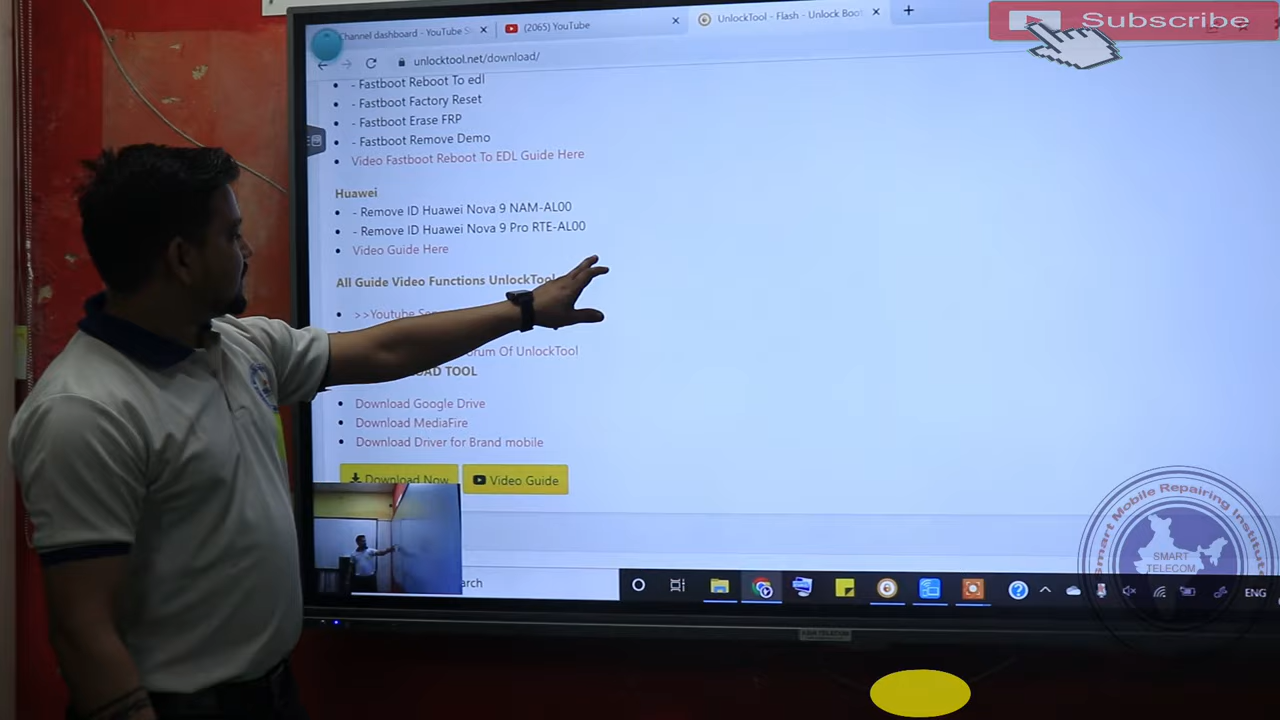 Channel dashboard - YouTube S
(2065) YouTube
UnlockTool - Flash - Unlock Boot
Subscribe
unlocktool.net/download/
- Fastboot Reboot To edl
- Fastboot Factory Reset
- Fastboot Erase FRP
- Fastboot Remove Demo
Video Fastboot Reboot To EDL Guide Here
Huawei
- Remove ID Huawei Nova 9 NAM-AL00
- Remove ID Huawei Nova 9 Pro RTE-AL00
Video Guide Here
All Guide Video Functions UnlockTool
>>Youtube Se
orum Of UnlockTool
OAD TOOL
Download Google Drive
Download MediaFire
Download Driver for Brand mobile
Download Now
Video Guide
arch
ENG
Smart Mobile Repairing Institut
SMART
TELECOM
ASIA TELECOM